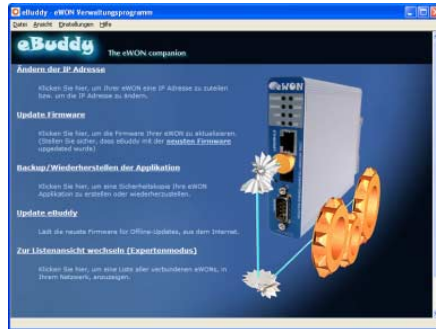 eBuddy - eWON Verwaltungsprogramm
Datei Ansicht Einstellungen Hilfe
eBuddy The eWON companion
Ändern der IP Adresse
Klicken Sie hier, um Ihrer eWON eine IP Adresse zu zuteilen
bzw. um die IP Adresse zu ändern.
Update Firmware
Klicken Sie hier, um die Firmware Ihrer eWON zu aktualisieren.
(Stellen Sie sicher, dass eBuddy mit der neusten Firmware
upgedated wurde)
Backup/Wiederherstellen der Applikation
Klicken Sie hier, um eine Sicherheitskopie Ihre eWON
Applikation zu erstellen oder wiederherzustellen.
Update eBuddy
Lädt die neuste Firmware für Offline-Updates, aus dem Internet.
Zur Listenansicht wechseln (Expertenmodus)
Klicken Sie hier, um eine Liste aller verbundenen eWONs, in
Ihrem Netzwerk, anzuzeigen.
eWON